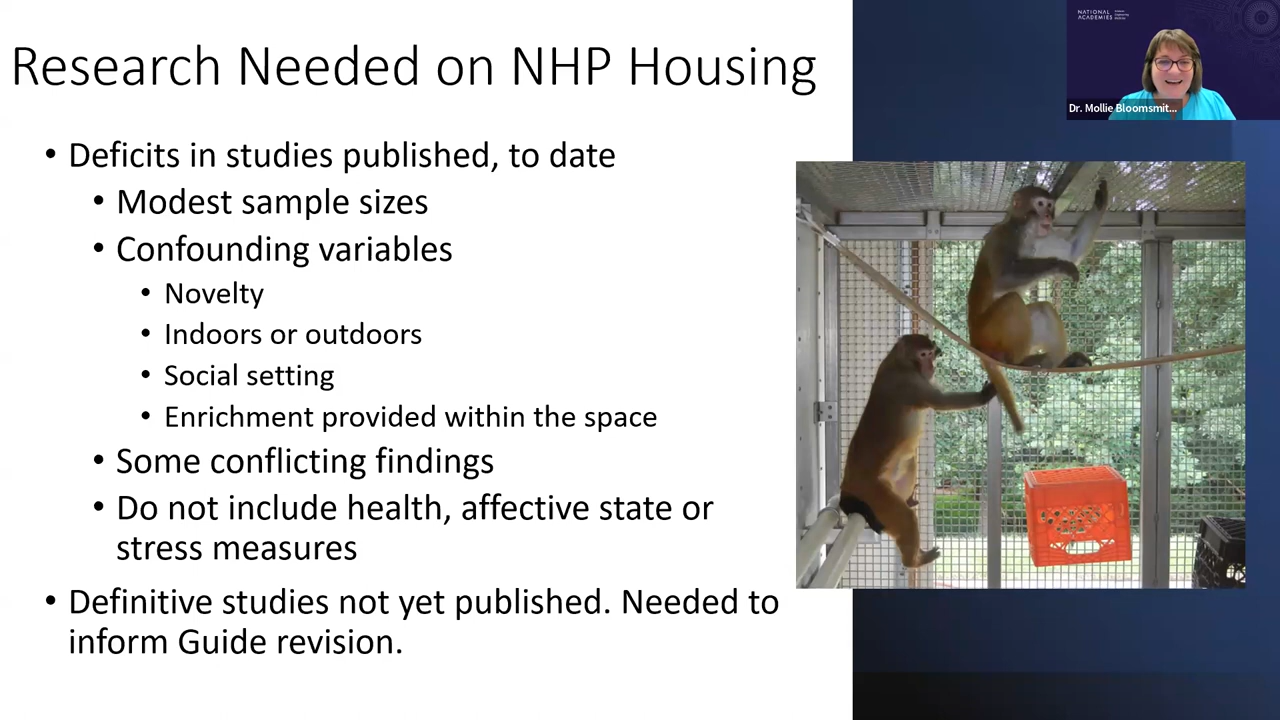 Research Needed on NHP Housing
• Deficits in studies published, to date
• Modest sample sizes
• Confounding variables
• Novelty
• Indoors or outdoors
• Social setting
• Enrichment provided within the space
• Some conflicting findings
• Do not include health, affective state or
stress measures
• Definitive studies not yet published. Needed to
inform Guide revision.
NATIONAL
ACADEMIES
Dr. Mollie Bloomsmit...